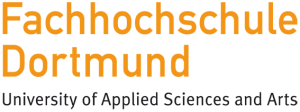 Fachhochschule
Dortmund
University of Applied Sciences and Arts